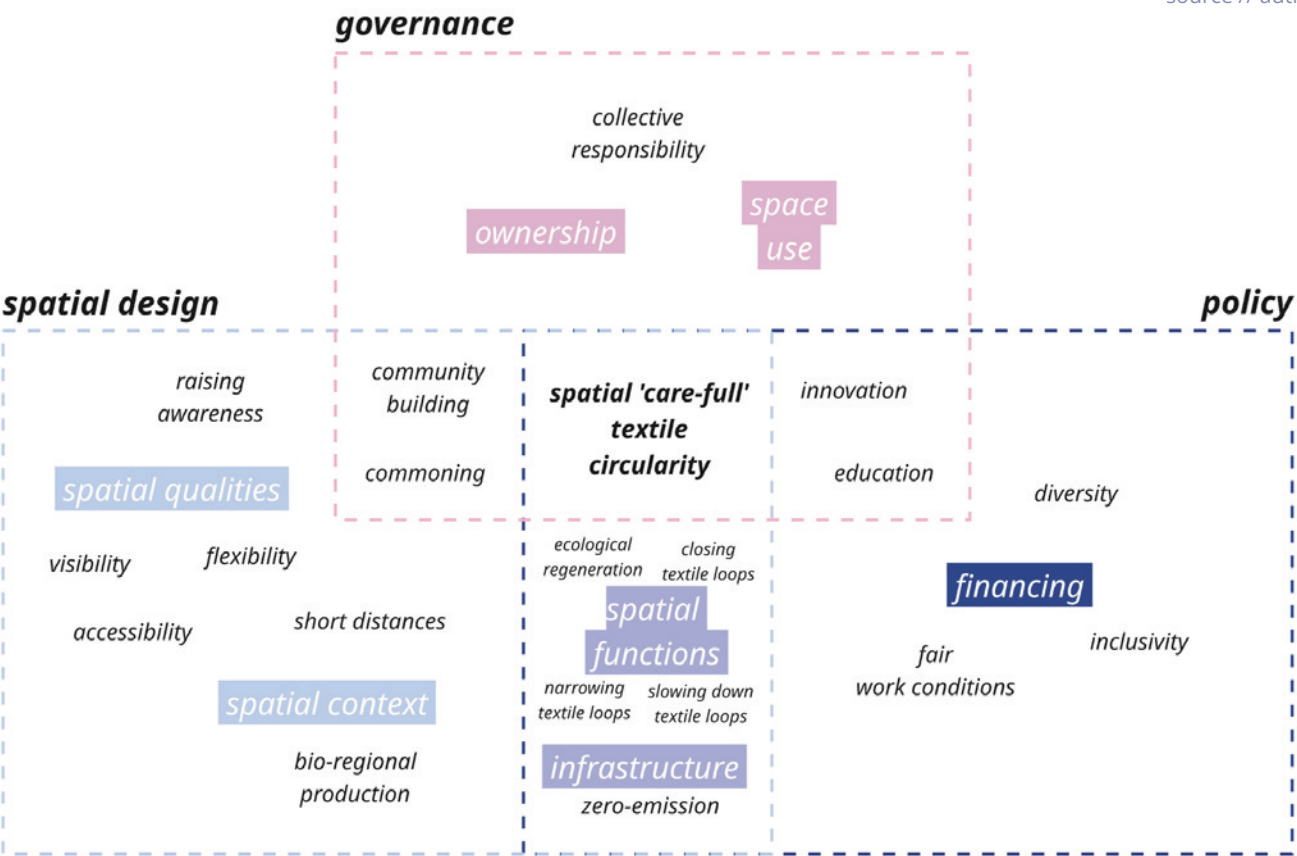 source // auth
governance
collective
responsibility
space
use
ownership
spatial design
policy
raising
awareness
community
building
commoning
spatial 'care-full'
textile
circularity
innovation
education
diversity
spatial qualities
visibility
flexibility
accessibility
short distances
spatial context
bio-regional
production
ecological
regeneration
closing
textile loops
spatial
functions
narrowing
textile loops
slowing down
textile loops
infrastructure
zero-emission
financing
inclusivity
fair
work conditions